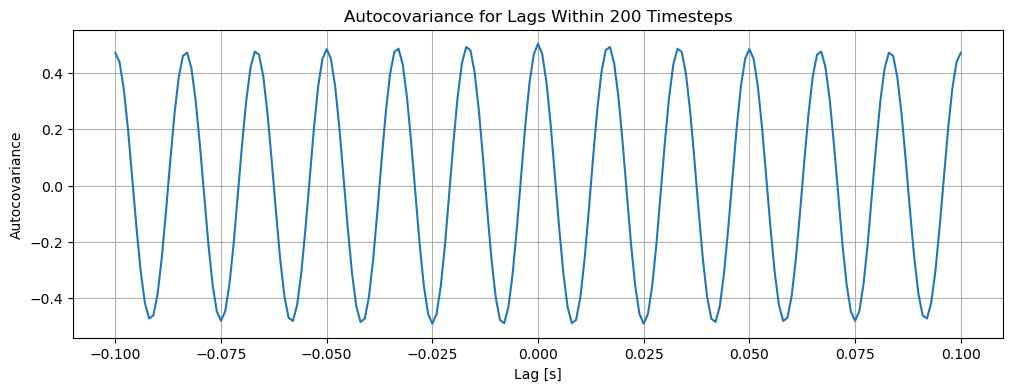 Autocovariance for Lags Within 200 Timesteps
Autocovariance
0.4
0.2
0.0
−0.2
−0.4
−0.100 −0.075 −0.050 −0.025 0.000 0.025 0.050 0.075 0.100
Lag [s]